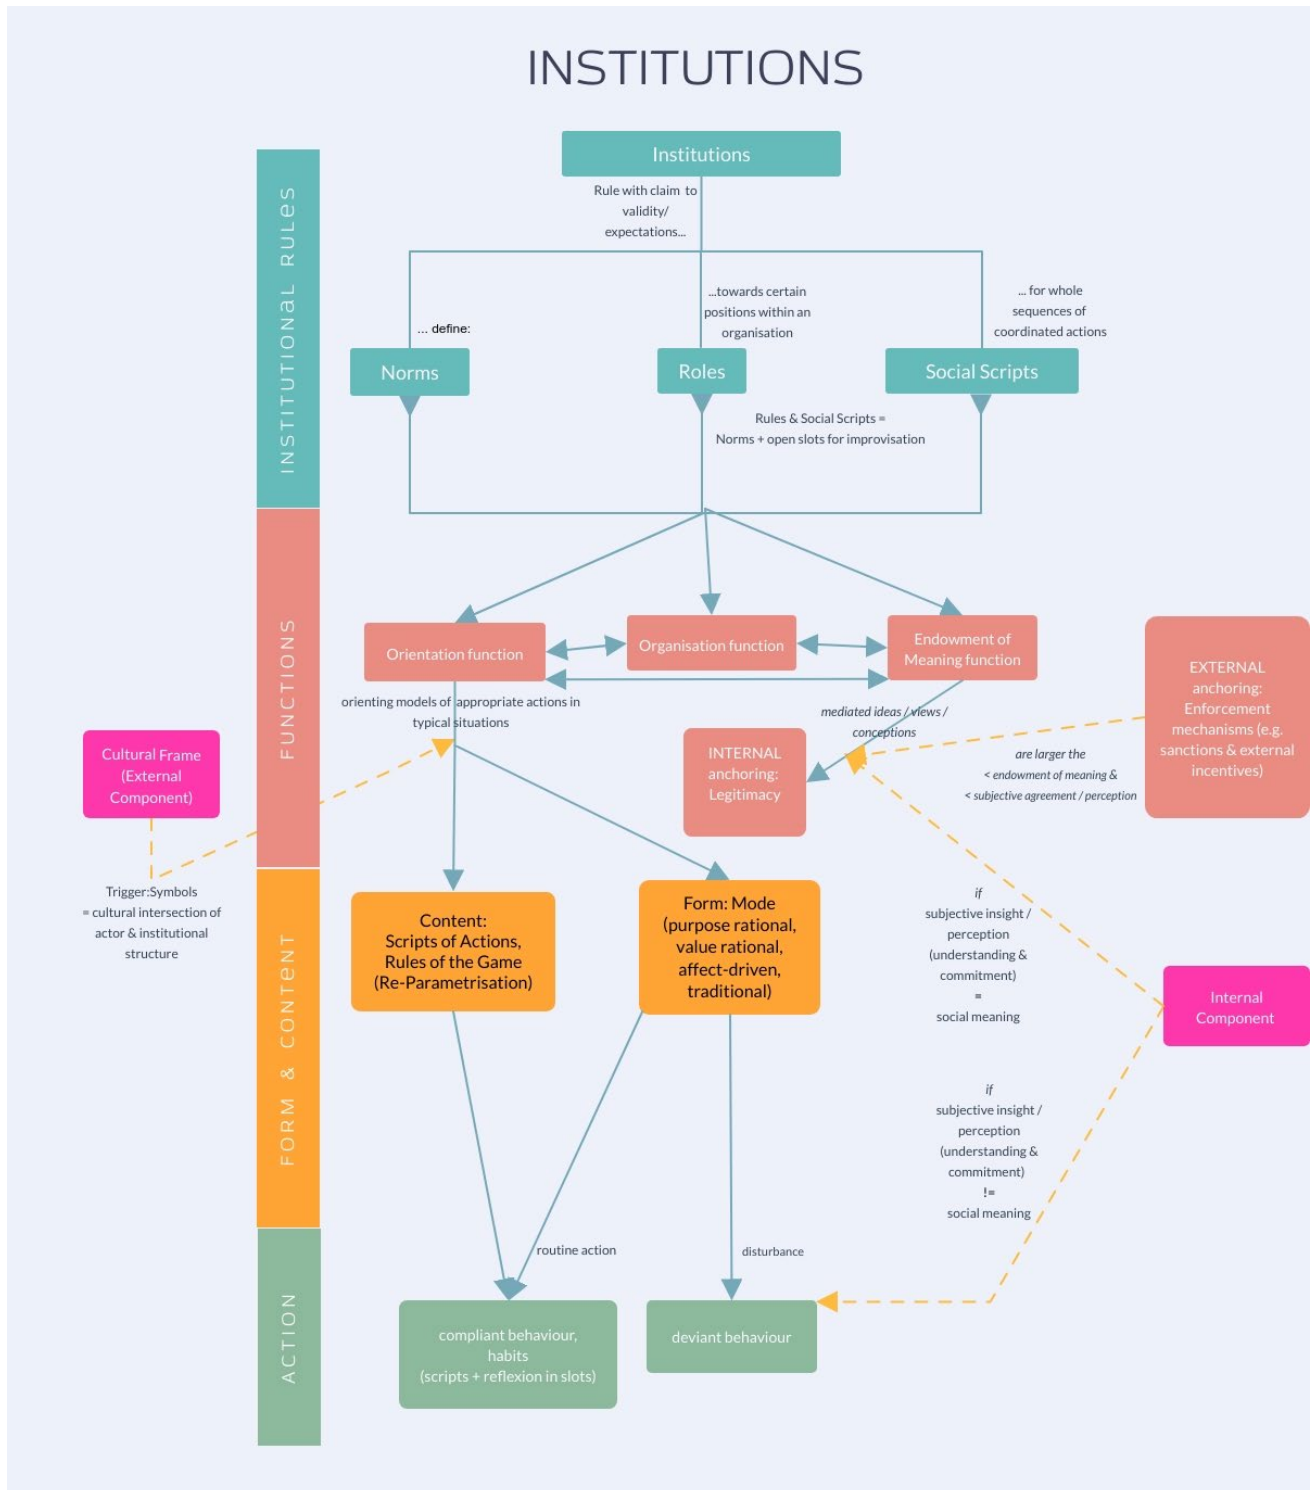 INSTITUTIONS
INSTITUTIONAL RULES
Institutions
Rule with claim to
validity/
expectations...
... define:
...towards certain
positions within an
organisation
... for whole
sequences of
coordinated actions
Norms
Roles
Social Scripts
Rules & Social Scripts =
Norms + open slots for improvisation
FUNCTIONS
Orientation function
Organisation function
Endowment of
Meaning function
orienting models of appropriate actions in
typical situations
mediated ideas / views /
conceptions
INTERNAL
anchoring:
Legitimacy
EXTERNAL
anchoring:
Enforcement
mechanisms (e.g.
sanctions & external
incentives)
are larger the
< endowment of meaning &
< subjective agreement / perception
Cultural Frame
(External
Component)
Trigger:Symbols
= cultural intersection of
actor & institutional
structure
FORM & CONTENT
Content:
Scripts of Actions,
Rules of the Game
(Re-Parametrisation)
Form: Mode
(purpose rational,
value rational,
affect-driven,
traditional)
if
subjective insight /
perception
(understanding &
commitment)
=
social meaning
Internal
Component
if
subjective insight /
perception
(understanding &
commitment)
!=
social meaning
ACTION
routine action
disturbance
compliant behaviour,
habits
(scripts + reflexion in slots)
deviant behaviour